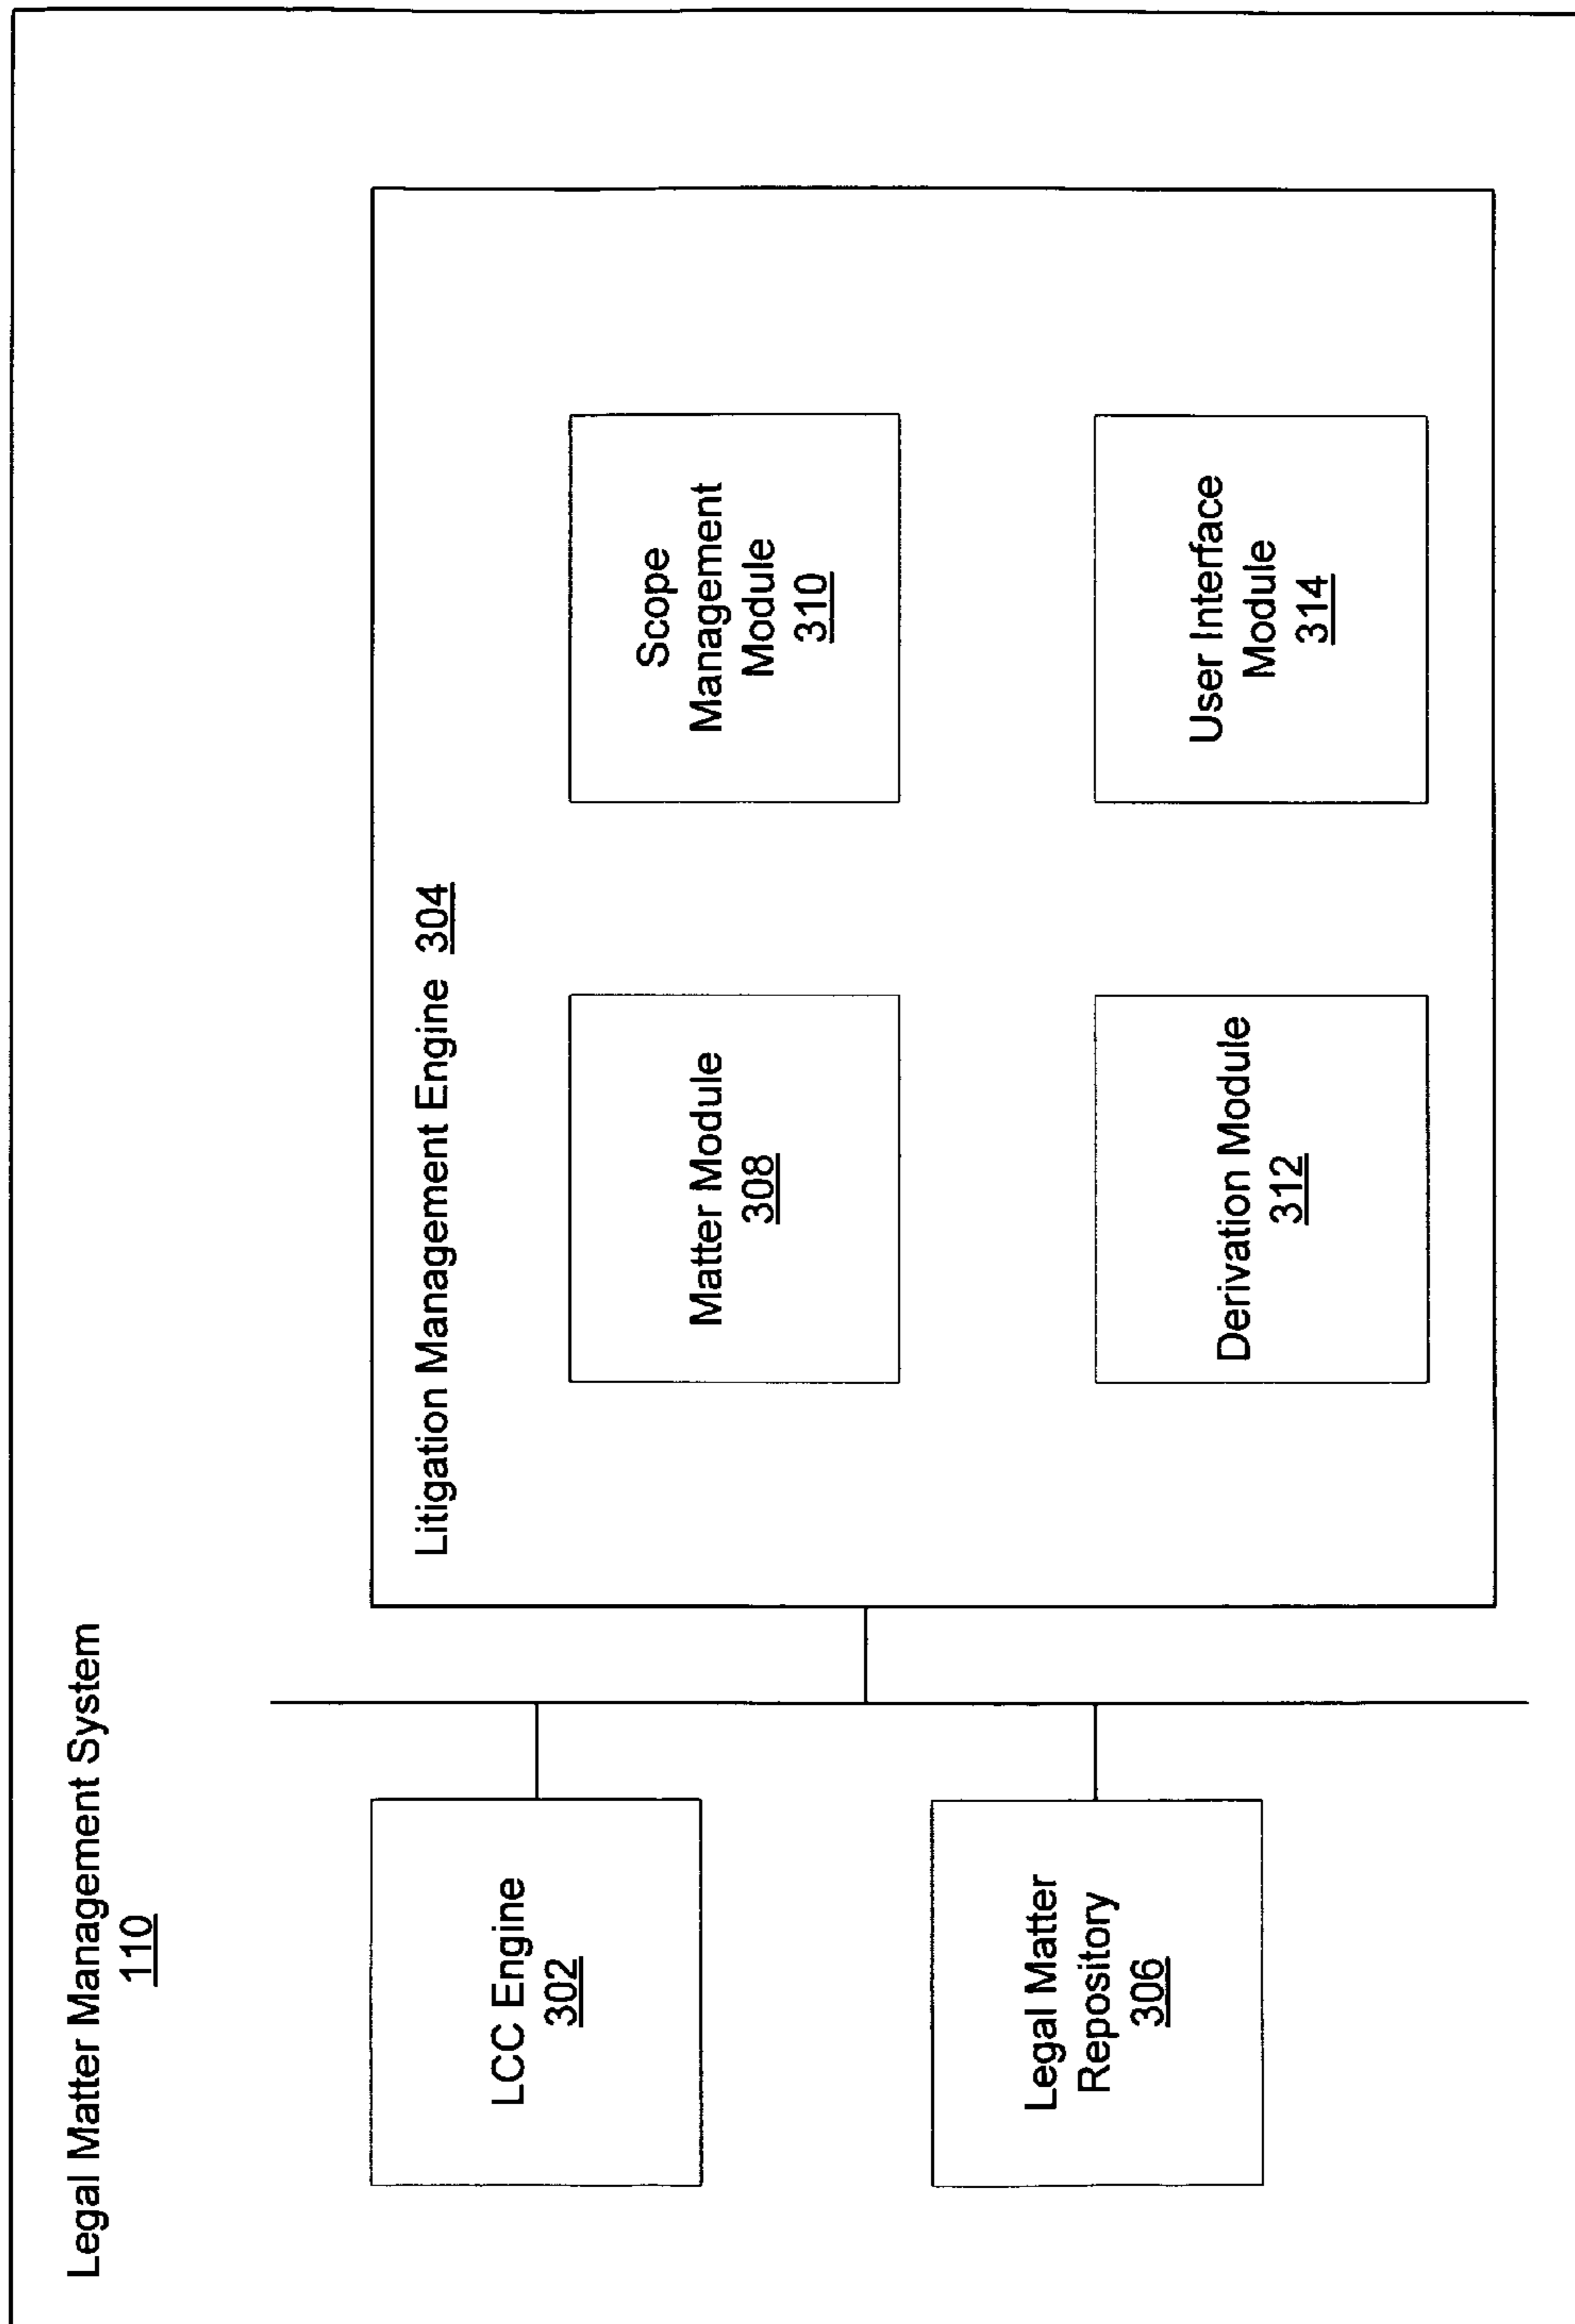 Legal Matter Management System
110
LCC Engine
302
Legal Matter
Repository
306
Litigation Management Engine 304
Matter Module
308
Scope
Management
Module
310
Derivation Module
312
User Interface
Module
314